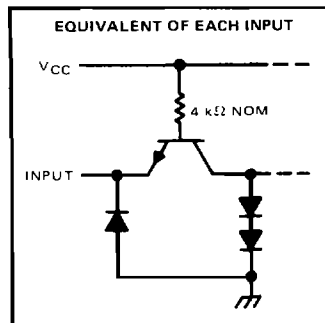 EQUIVALENT OF EACH INPUT
VCC
4 kΩ NOM
INPUT